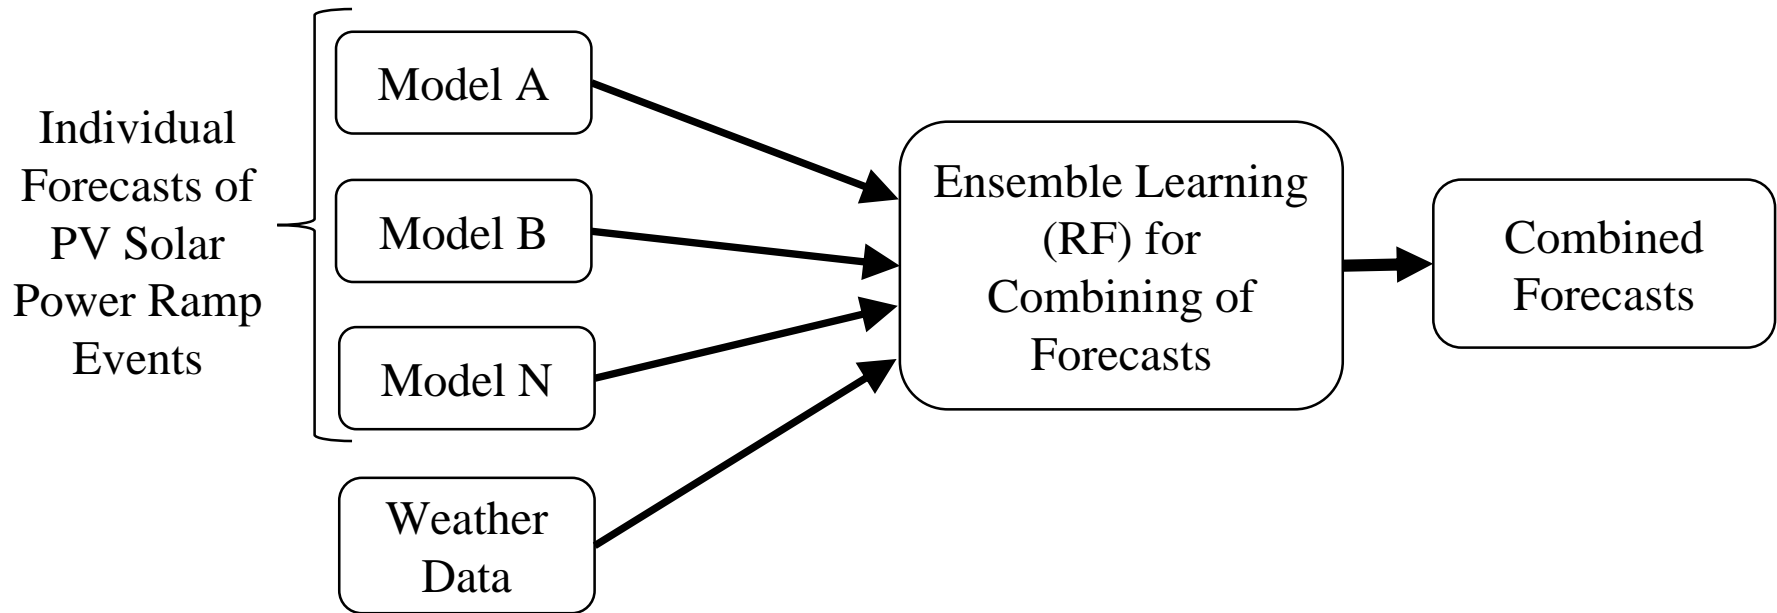 Individual
Forecasts of
PV Solar
Power Ramp
Events
Model A
Model B
Model N
Weather
Data
Ensemble Learning
(RF) for
Combining of
Forecasts
Combined
Forecasts